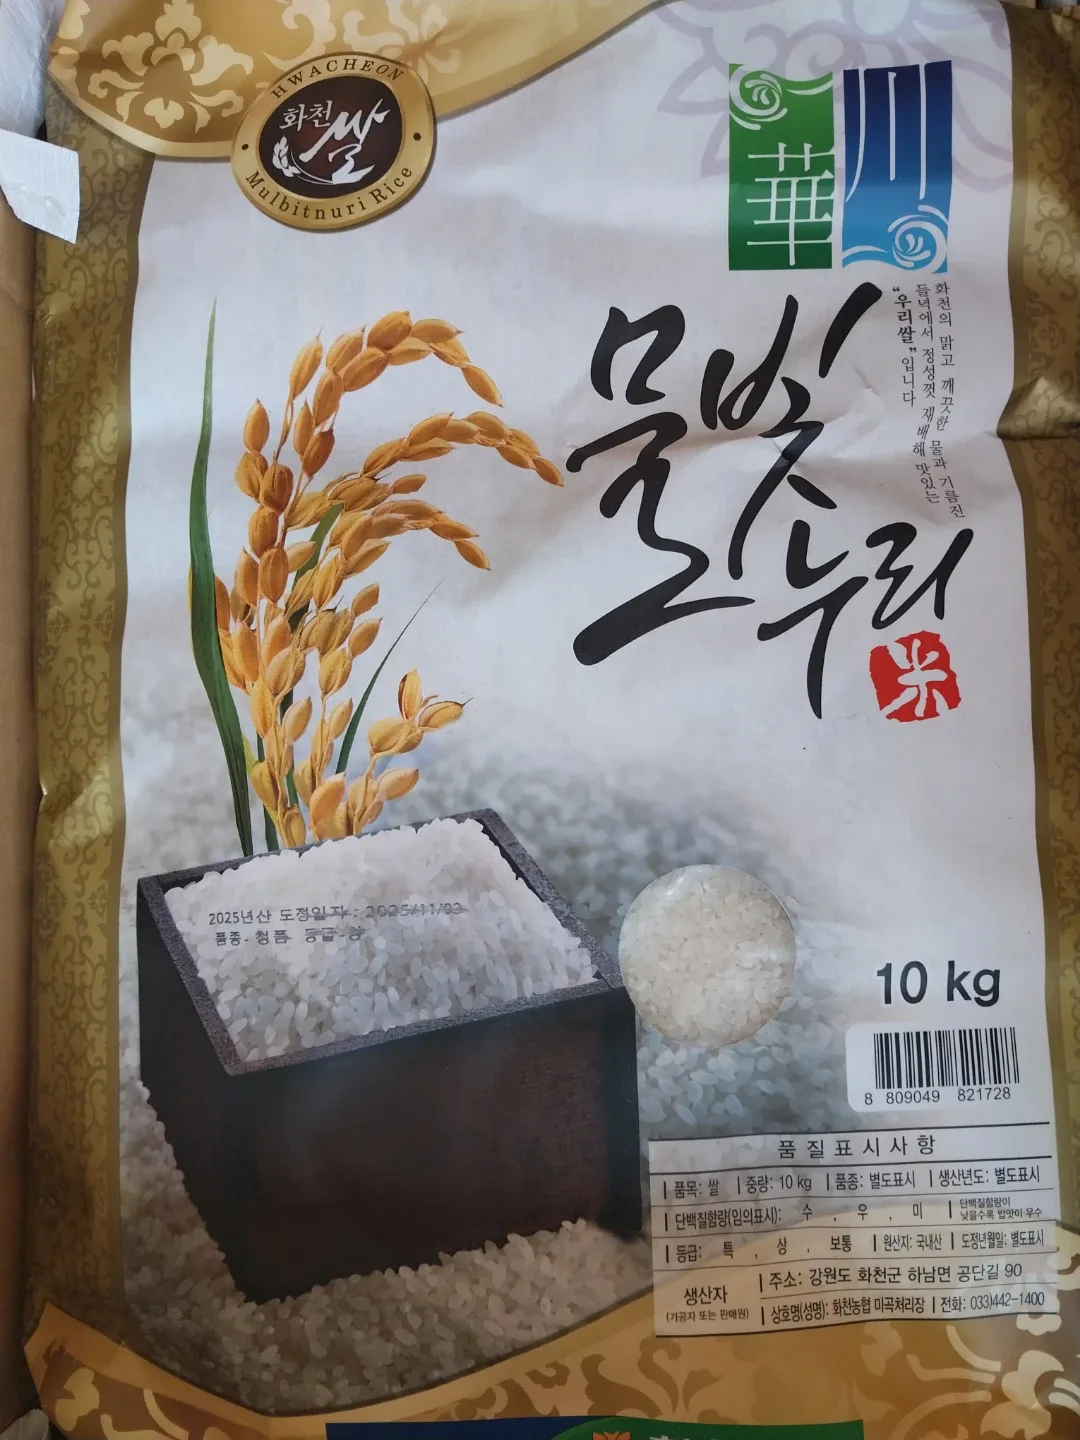 HWACHEON
화천
쌀
Mulbitnuri Rice
華川
화천의 맑고 깨끗한 물과 기름진
들녘에서 정성껏 재배해 맛있는
"우리쌀"입니다
물빛누리
米
2025년산 도정일자 : 2025/11/03
품종- 청품 등급-상
10 kg
8 809049 821728
품질표시사항
품목: 쌀 중량: 10 kg 품종: 별도표시 생산년도: 별도표시
단백질함량(임의표시): 수 , 우 , 미 단백질함량이 낮을수록 밥맛이 우수
등급: 특 , 상 , 보통 원산지: 국내산 도정년월일: 별도표시
생산자
(가공자 또는 판매원)
주소: 강원도 화천군 하남면 공단길 90
상호명(성명): 화천농협 미곡처리장 전화: 033)442-1400